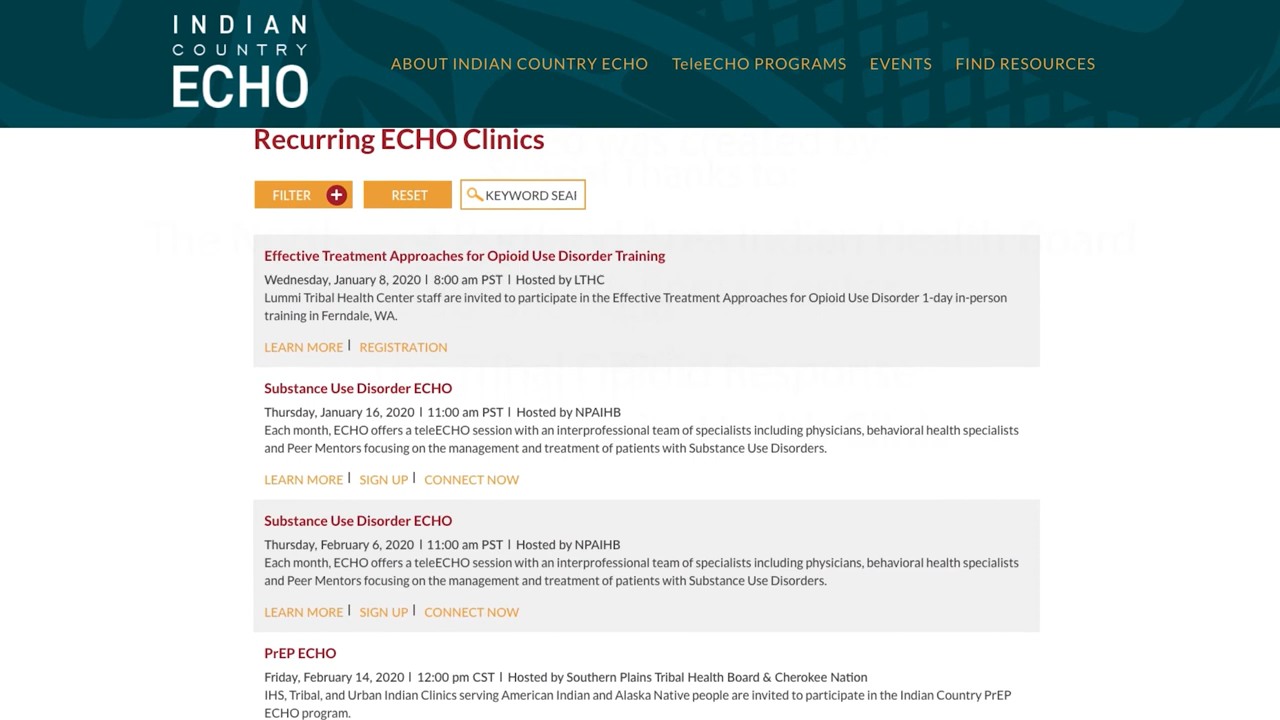 INDIAN
COUNTRY
ECHO
ABOUT INDIAN COUNTRY ECHO TeleECHO PROGRAMS EVENTS FIND RESOURCES
Recurring ECHO Clinics
FILTER + RESET KEYWORD SEAI
Effective Treatment Approaches for Opioid Use Disorder Training
Wednesday, January 8, 2020 | 8:00 am PST | Hosted by LTHC
Lummi Tribal Health Center staff are invited to participate in the Effective Treatment Approaches for Opioid Use Disorder 1-day in-person
training in Ferndale, WA.
LEARN MORE | REGISTRATION
Substance Use Disorder ECHO
Thursday, January 16, 2020 | 11:00 am PST | Hosted by NPAIHB
Each month, ECHO offers a teleECHO session with an interprofessional team of specialists including physicians, behavioral health specialists
and Peer Mentors focusing on the management and treatment of patients with Substance Use Disorders.
LEARN MORE | SIGN UP | CONNECT NOW
Substance Use Disorder ECHO
Thursday, February 6, 2020 | 11:00 am PST | Hosted by NPAIHB
Each month, ECHO offers a teleECHO session with an interprofessional team of specialists including physicians, behavioral health specialists
and Peer Mentors focusing on the management and treatment of patients with Substance Use Disorders.
LEARN MORE | SIGN UP | CONNECT NOW
PrEP ECHO
Friday, February 14, 2020 | 12:00 pm CST | Hosted by Southern Plains Tribal Health Board & Cherokee Nation
IHS, Tribal, and Urban Indian Clinics serving American Indian and Alaska Native people are invited to participate in the Indian Country PrEP
ECHO program.